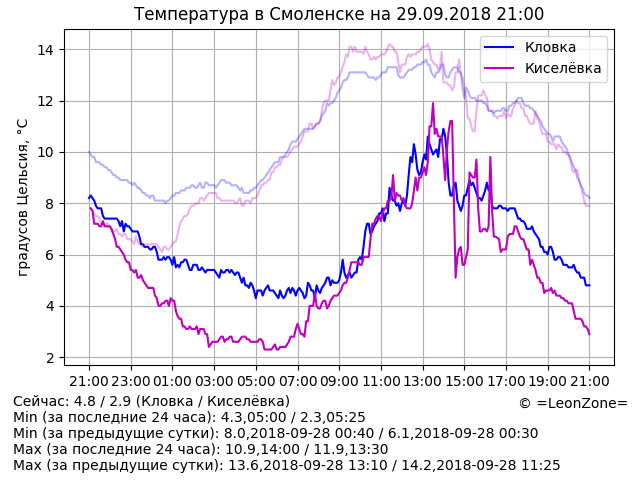 Температура в Смоленске на 29.09.2018 21:00
градусов Цельсия, °C
14
12
10
8
6
4
2
Кловка
Киселёвка
21:00 23:00 01:00 03:00 05:00 07:00 09:00 11:00 13:00 15:00 17:00 19:00 21:00
Сейчас: 4.8 / 2.9 (Кловка / Киселёвка)
© =LeonZone=
Min (за последние 24 часа): 4.3,05:00 / 2.3,05:25
Min (за предыдущие сутки): 8.0,2018-09-28 00:40 / 6.1,2018-09-28 00:30
Max (за последние 24 часа): 10.9,14:00 / 11.9,13:30
Max (за предыдущие сутки): 13.6,2018-09-28 13:10 / 14.2,2018-09-28 11:25